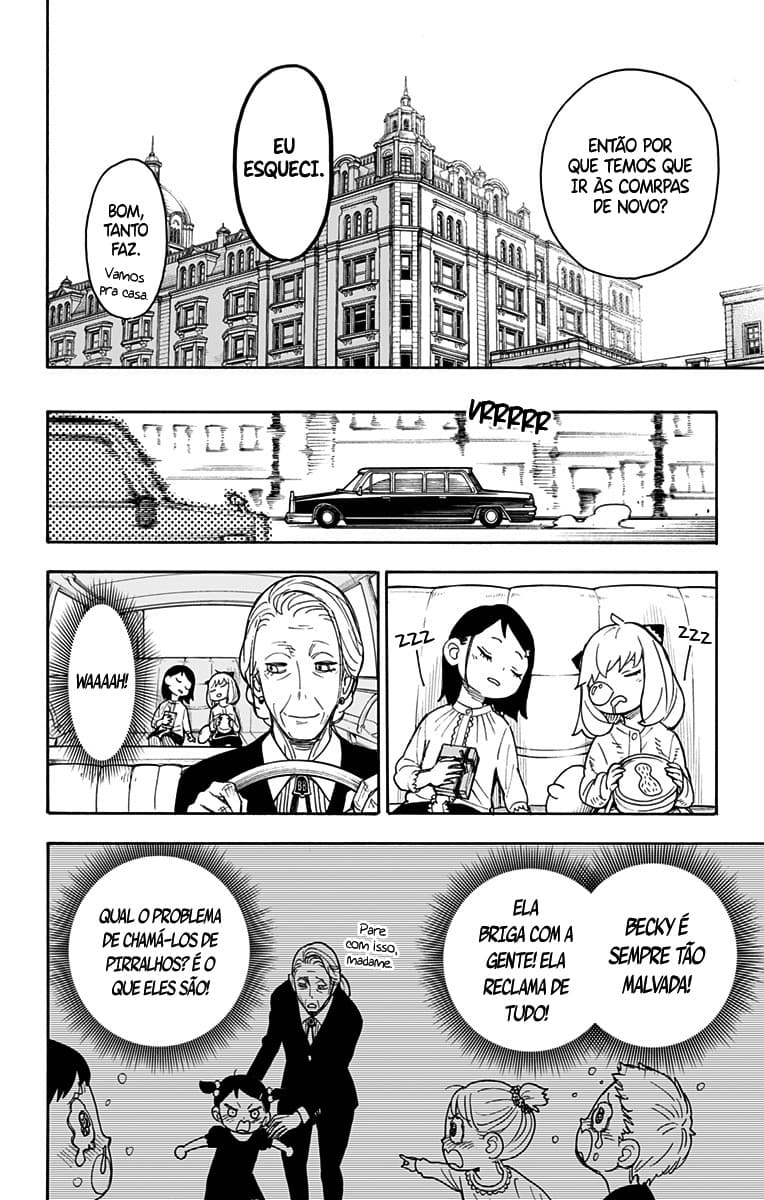 ENTÃO POR
QUE TEMOS QUE
IR ÀS COMRPAS
DE NOVO?
EU
ESQUECI.
BOM,
TANTO
FAZ.
Vamos
pra casa.
VRRRRR
ZZZ
ZZZ
WAAAAH!
BECKY É
SEMPRE TÃO
MALVADA!
ELA
BRIGA COM A
GENTE! ELA
RECLAMA DE
TUDO!
Pare
com isso,
madame.
QUAL O PROBLEMA
DE CHAMÁ-LOS DE
PIRRALHOS? É O
QUE ELES SÃO!